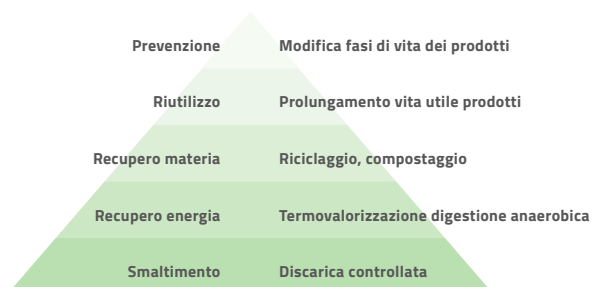 Prevenzione Modifica fasi di vita dei prodotti
Riutilizzo Prolungamento vita utile prodotti
Recupero materia Riciclaggio, compostaggio
Recupero energia Termovalorizzazione digestione anaerobica
Smaltimento Discarica controllata